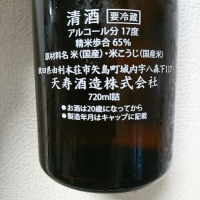 清酒 要冷蔵
アルコール分 17度
精米歩合 65%
原材料名 米(国産)・米こうじ(国産米)
秋田県由利本荘市矢島町城内字八森下117
天寿酒造株式会社
720ml詰
●お酒は20歳になってから
●製造年月はキャップに記載